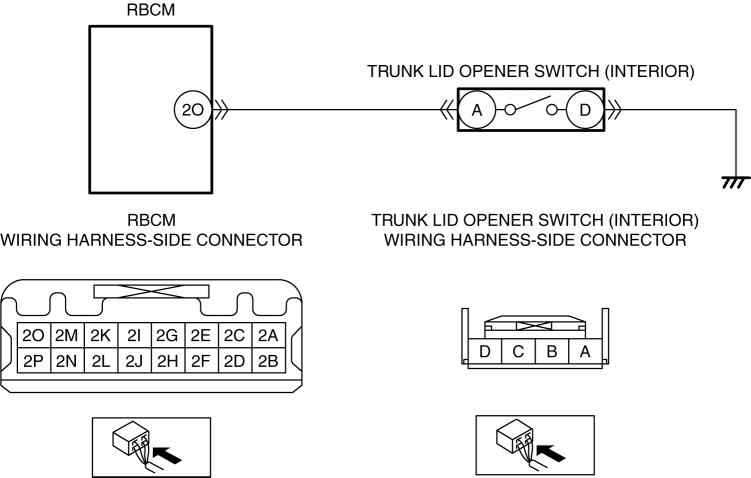 RBCM
TRUNK LID OPENER SWITCH (INTERIOR)
2O A D
RBCM
WIRING HARNESS-SIDE CONNECTOR
TRUNK LID OPENER SWITCH (INTERIOR)
WIRING HARNESS-SIDE CONNECTOR
2O 2M 2K 2I 2G 2E 2C 2A
2P 2N 2L 2J 2H 2F 2D 2B
D C B A